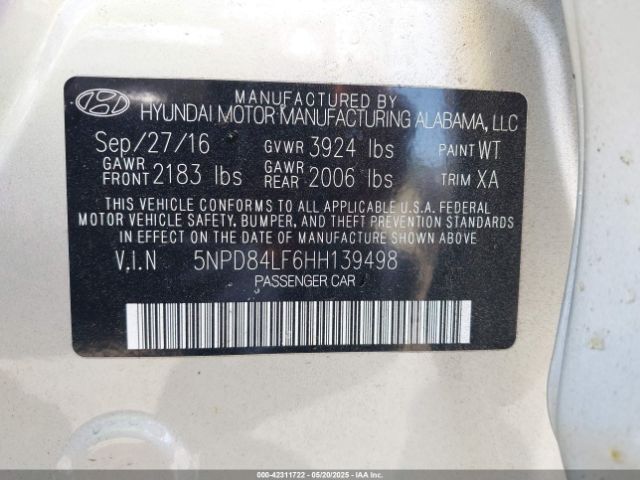 MANUFACTURED BY
HYUNDAI MOTOR MANUFACTURING ALABAMA, LLC
Sep/27/16 GVWR 3924 lbs PAINT WT
GAWR FRONT 2183 lbs GAWR REAR 2006 lbs TRIM XA
THIS VEHICLE CONFORMS TO ALL APPLICABLE U.S.A. FEDERAL
MOTOR VEHICLE SAFETY, BUMPER, AND THEFT PREVENTION STANDARDS
IN EFFECT ON THE DATE OF MANUFACTURE SHOWN ABOVE.
V.I.N 5NPD84LF6HH139498
PASSENGER CAR
000-42311722 - 05/20/2025 - COPART